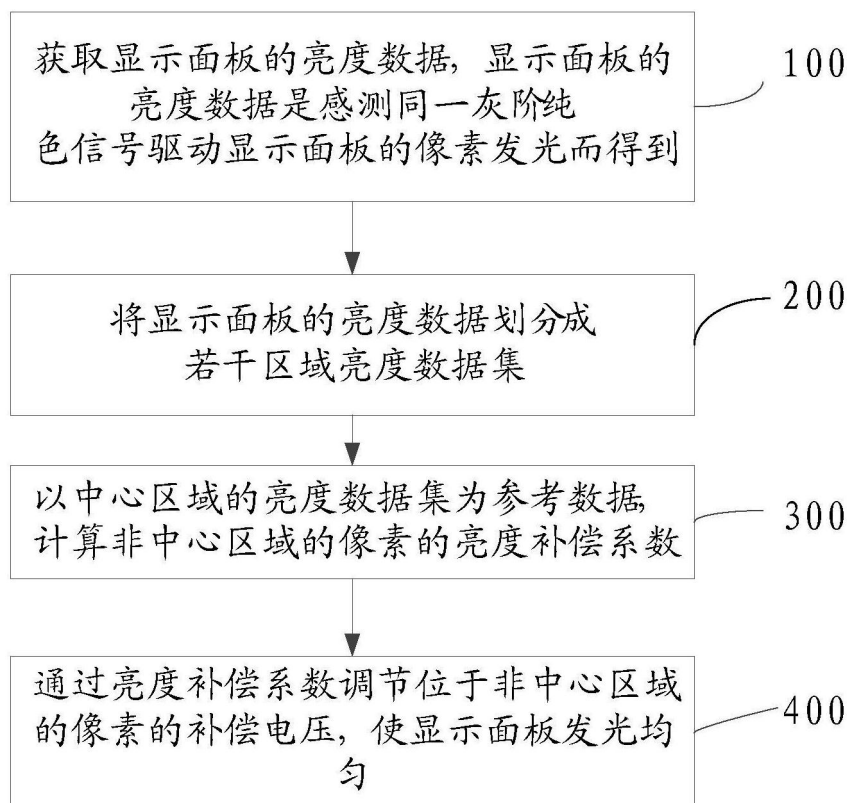 获取显示面板的亮度数据，显示面板的
亮度数据是感测同一灰阶纯
色信号驱动显示面板的像素发光而得到
100
将显示面板的亮度数据划分成
若干区域亮度数据集
200
以中心区域的亮度数据集为参考数据，
计算非中心区域的像素的亮度补偿系数
300
通过亮度补偿系数调节位于非中心区域
的像素的补偿电压，使显示面板发光均
匀
400